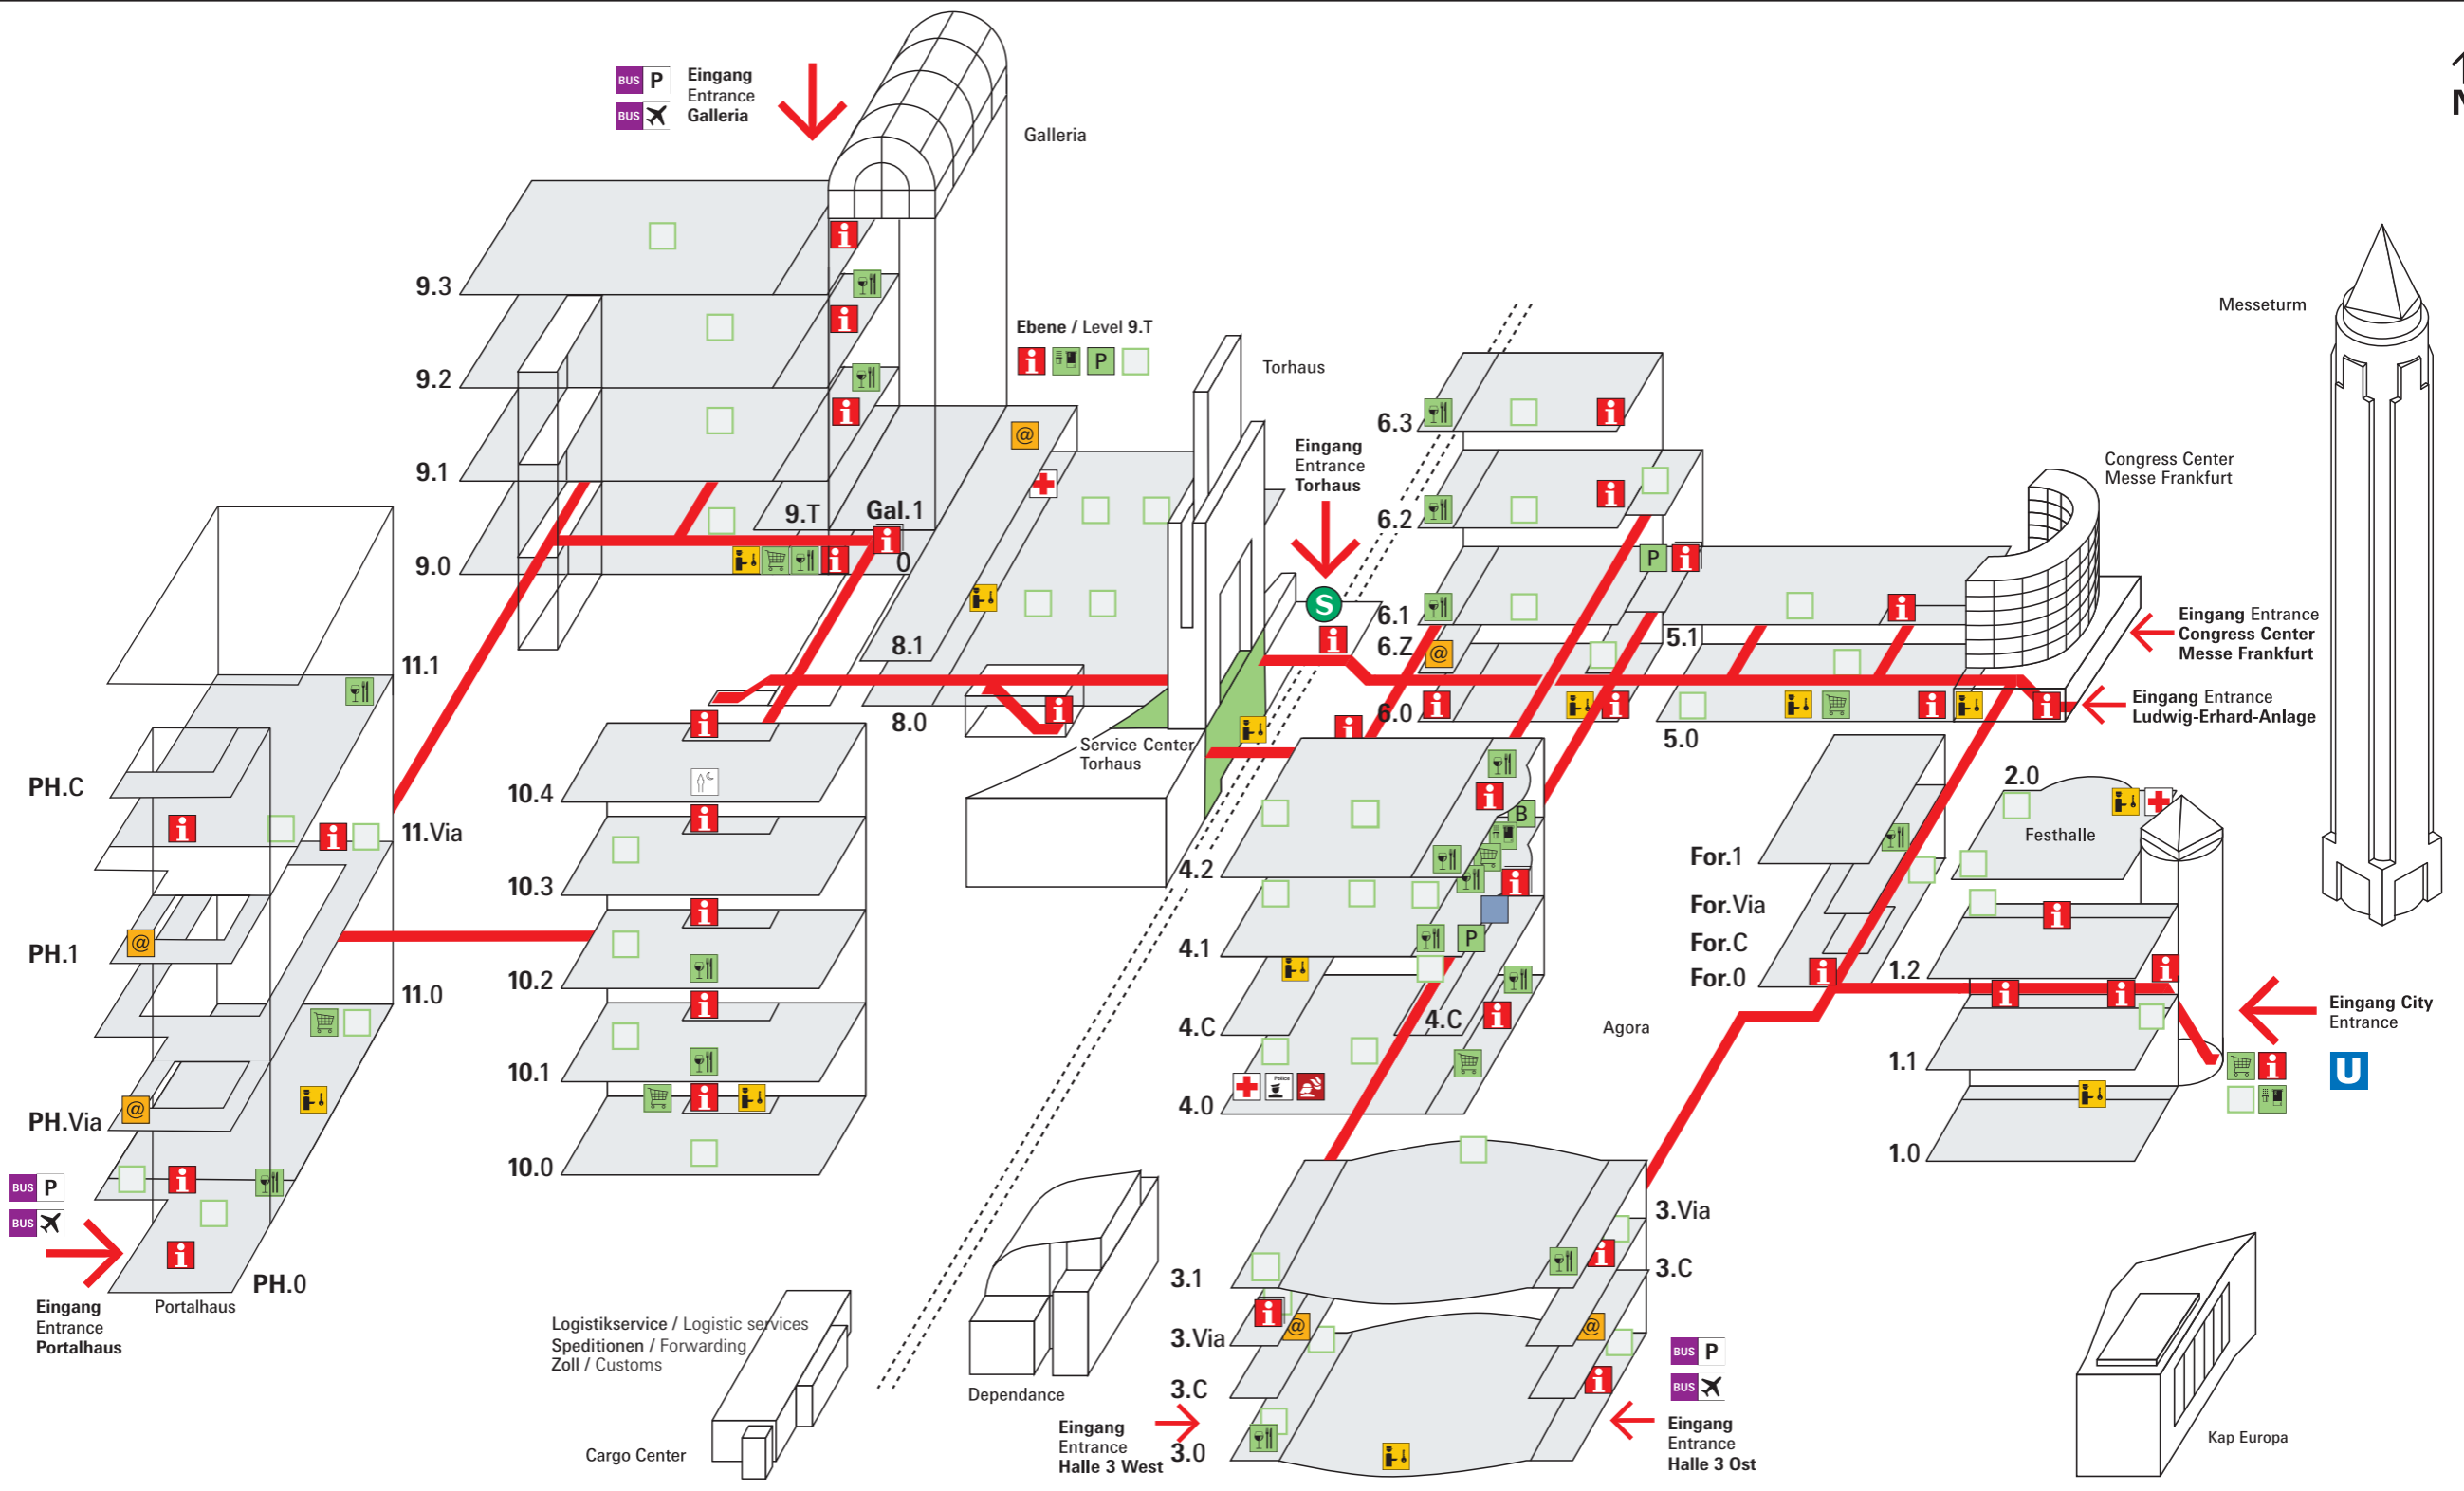 BUS P
BUS
Eingang
Entrance
Galleria
Galleria
N
Messeturm
9.3
9.2
9.1
9.0
Ebene / Level 9.T
i P
Torhaus
Eingang
Entrance
Torhaus
S
6.3
6.2
6.1
6.Z
6.0
@
P
5.1
5.0
Congress Center
Messe Frankfurt
Eingang Entrance
Congress Center
Messe Frankfurt
Eingang Entrance
Ludwig-Erhard-Anlage
9.T
Gal.1
0
8.1
8.0
@
Service Center
Torhaus
11.1
11.Via
11.0
PH.C
PH.1
@
PH.Via
@
PH.0
BUS P
BUS
Eingang
Entrance
Portalhaus
Portalhaus
10.4
10.3
10.2
10.1
10.0
4.2
B
4.1
P
4.C
4.C
4.0
Police
Agora
For.1
For.Via
For.C
For.0
2.0
Festhalle
1.2
1.1
1.0
Eingang City
Entrance
U
3.Via
3.C
3.1
3.Via
@
@
3.C
3.0
Eingang
Entrance
Halle 3 West
BUS P
BUS
Eingang
Entrance
Halle 3 Ost
Logistikservice / Logistic services
Speditionen / Forwarding
Zoll / Customs
Cargo Center
Dependance
Kap Europa